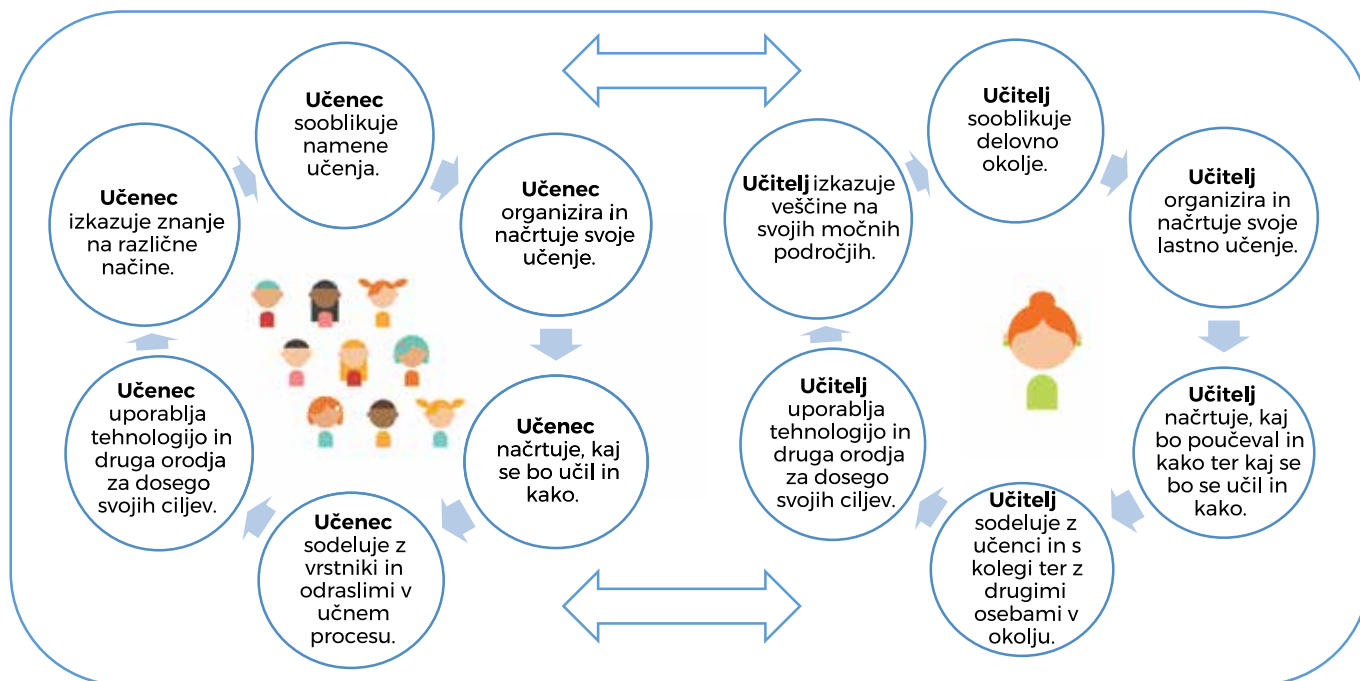 Učenec
sooblikuje
namene
učenja.
Učenec
organizira in
načrtuje svoje
učenje.
Učenec
načrtuje, kaj
se bo učil in
kako.
Učenec
sodeluje z
vrstniki in
odraslimi v
učnem
procesu.
Učenec
uporablja
tehnologijo in
druga orodja
za dosego
svojih ciljev.
Učenec
izkazuje znanje
na različne
načine.
Učitelj
sooblikuje
delovno
okolje.
Učitelj
organizira in
načrtuje svoje
lastno učenje.
Učitelj
načrtuje, kaj
bo poučeval in
kako ter kaj se
bo se učil in
kako.
Učitelj
sodeluje z
učenci in s
kolegi ter z
drugimi
osebami v
okolju.
Učitelj
uporablja
tehnologijo in
druga orodja
za dosego
svojih ciljev.
Učitelj izkazuje
veščine na
svojih močnih
področjih.